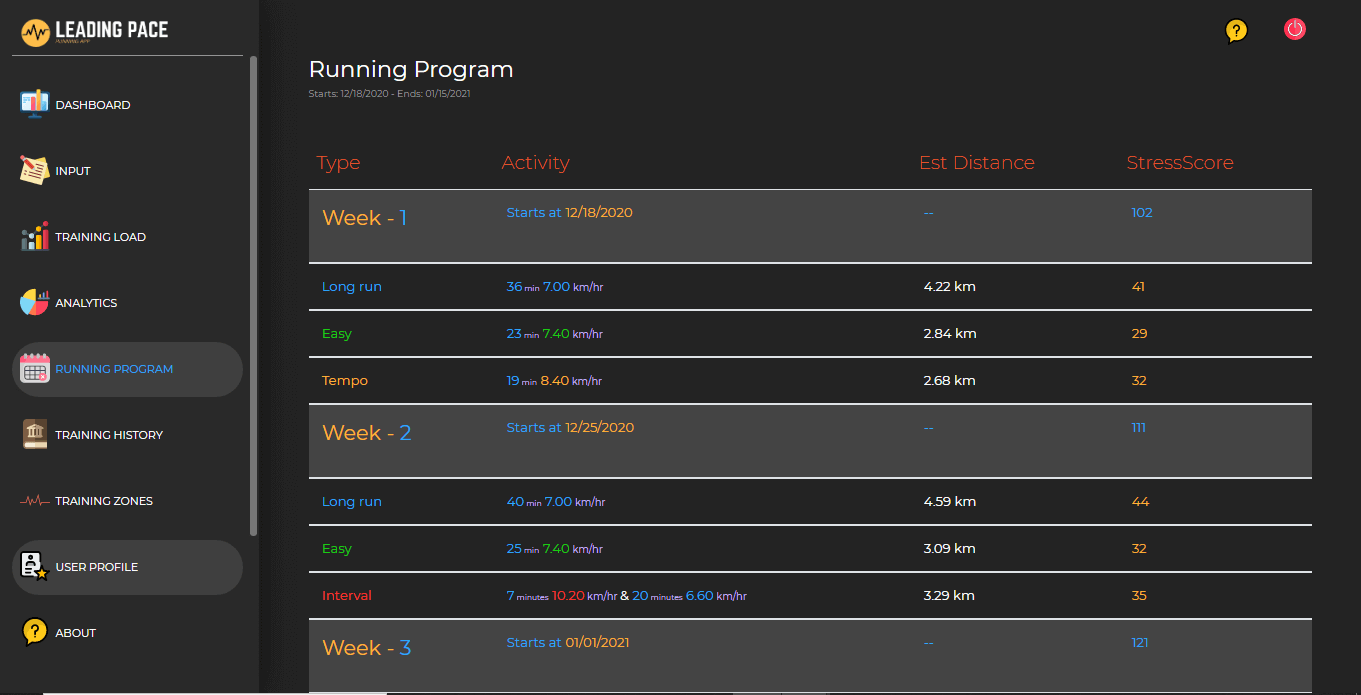 LEADING PACE
RUNNING APP
DASHBOARD
INPUT
TRAINING LOAD
ANALYTICS
RUNNING PROGRAM
TRAINING HISTORY
TRAINING ZONES
USER PROFILE
? ABOUT
?
Running Program
Starts: 12/18/2020 - Ends: 01/15/2021
Type Activity Est Distance StressScore
Week - 1 Starts at 12/18/2020 -- 102
Long run 36 min 7.00 km/hr 4.22 km 41
Easy 23 min 7.40 km/hr 2.84 km 29
Tempo 19 min 8.40 km/hr 2.68 km 32
Week - 2 Starts at 12/25/2020 -- 111
Long run 40 min 7.00 km/hr 4.59 km 44
Easy 25 min 7.40 km/hr 3.09 km 32
Interval 7 minutes 10.20 km/hr & 20 minutes 6.60 km/hr 3.29 km 35
Week - 3 Starts at 01/01/2021 -- 121